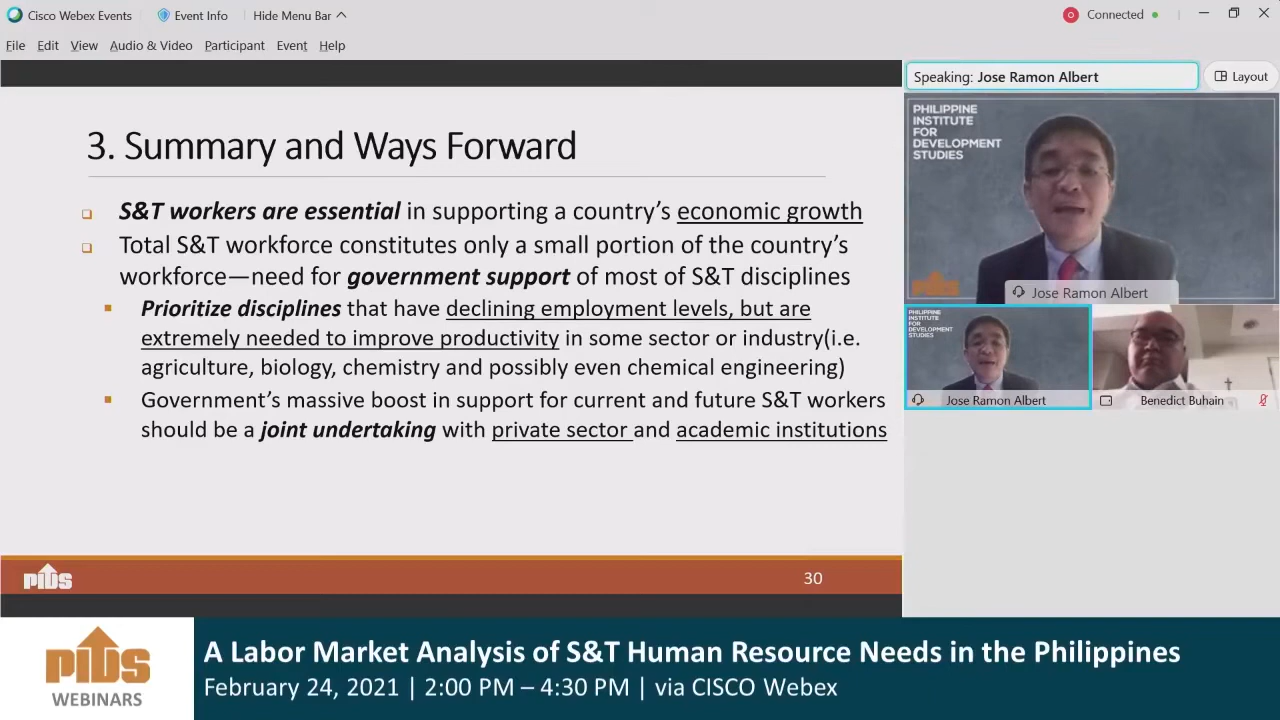 Cisco Webex Events
Event Info
Hide Menu Bar
Connected
File Edit View Audio & Video Participant Event Help
Speaking: Jose Ramon Albert
Layout
3. Summary and Ways Forward
S&T workers are essential in supporting a country's economic growth
Total S&T workforce constitutes only a small portion of the country's
workforce—need for government support of most of S&T disciplines
Prioritize disciplines that have declining employment levels, but are
extremely needed to improve productivity in some sector or industry(i.e.
agriculture, biology, chemistry and possibly even chemical engineering)
Government's massive boost in support for current and future S&T workers
should be a joint undertaking with private sector and academic institutions
PIDS
30
PHILIPPINE
INSTITUTE
FOR
DEVELOPMENT
STUDIES
PIDS
Jose Ramon Albert
PHILIPPINE
INSTITUTE
FOR
DEVELOPMENT
STUDIES
Jose Ramon Albert
Benedict Buhain
PIDS
WEBINARS
A Labor Market Analysis of S&T Human Resource Needs in the Philippines
February 24, 2021 | 2:00 PM – 4:30 PM | via CISCO Webex